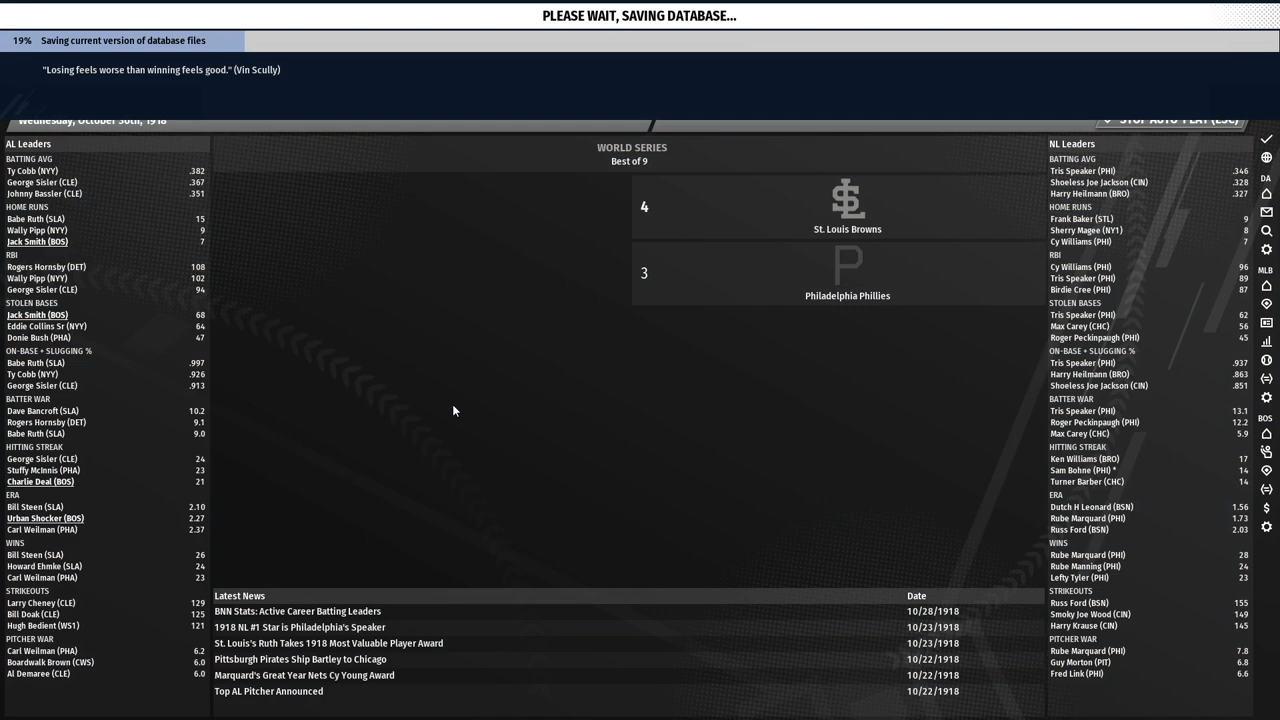 PLEASE WAIT, SAVING DATABASE...
19% Saving current version of database files
"Losing feels worse than winning feels good." (Vin Scully)
Wednesday, October 30th, 1918
STOP AUTO-PLAY (ESC)
AL Leaders
BATTING AVG
Ty Cobb (NYY) .382
George Sisler (CLE) .367
Johnny Bassler (CLE) .351
HOME RUNS
Babe Ruth (SLA) 15
Wally Pipp (NYY) 9
Jack Smith (BOS) 7
RBI
Rogers Hornsby (DET) 108
Wally Pipp (NYY) 102
George Sisler (CLE) 94
STOLEN BASES
Jack Smith (BOS) 68
Eddie Collins Sr (NYY) 64
Donie Bush (PHA) 47
ON-BASE + SLUGGING %
Babe Ruth (SLA) .997
Ty Cobb (NYY) .926
George Sisler (CLE) .913
BATTER WAR
Dave Bancroft (SLA) 10.2
Rogers Hornsby (DET) 9.1
Babe Ruth (SLA) 9.0
HITTING STREAK
George Sisler (CLE) 24
Stuffy McInnis (PHA) 23
Charlie Deal (BOS) 21
ERA
Bill Steen (SLA) 2.10
Urban Shocker (BOS) 2.27
Carl Weilman (PHA) 2.37
WINS
Bill Steen (SLA) 26
Howard Ehmke (SLA) 24
Carl Weilman (PHA) 23
STRIKEOUTS
Larry Cheney (CLE) 129
Bill Doak (CLE) 125
Hugh Bedient (WS1) 121
PITCHER WAR
Carl Weilman (PHA) 6.2
Boardwalk Brown (CWS) 6.0
Al Demaree (CLE) 6.0
WORLD SERIES
Best of 9
4
STL
St. Louis Browns
3
P
Philadelphia Phillies
Latest News Date
BNN Stats: Active Career Batting Leaders 10/28/1918
1918 NL #1 Star is Philadelphia's Speaker 10/23/1918
St. Louis's Ruth Takes 1918 Most Valuable Player Award 10/23/1918
Pittsburgh Pirates Ship Bartley to Chicago 10/22/1918
Marquard's Great Year Nets Cy Young Award 10/22/1918
Top AL Pitcher Announced 10/22/1918
NL Leaders
BATTING AVG
Tris Speaker (PHI) .346
Shoeless Joe Jackson (CIN) .328
Harry Heilmann (BRO) .327
HOME RUNS
Frank Baker (STL) 9
Sherry Magee (NY1) 8
Cy Williams (PHI) 7
RBI
Cy Williams (PHI) 96
Tris Speaker (PHI) 89
Birdie Cree (PHI) 87
STOLEN BASES
Tris Speaker (PHI) 62
Max Carey (CHC) 56
Roger Peckinpaugh (PHI) 45
ON-BASE + SLUGGING %
Tris Speaker (PHI) .937
Harry Heilmann (BRO) .863
Shoeless Joe Jackson (CIN) .851
BATTER WAR
Tris Speaker (PHI) 13.1
Roger Peckinpaugh (PHI) 12.2
Max Carey (CHC) 5.9
HITTING STREAK
Ken Williams (BRO) 17
Sam Bohne (PHI) * 14
Turner Barber (CHC) 14
ERA
Dutch H Leonard (BSN) 1.56
Rube Marquard (PHI) 1.73
Russ Ford (BSN) 2.03
WINS
Rube Marquard (PHI) 28
Rube Manning (PHI) 24
Lefty Tyler (PHI) 23
STRIKEOUTS
Russ Ford (BSN) 155
Smoky Joe Wood (CIN) 149
Harry Krause (CIN) 145
PITCHER WAR
Rube Marquard (PHI) 7.8
Guy Morton (PIT) 6.8
Fred Link (PHI) 6.6
DA
MLB
BOS